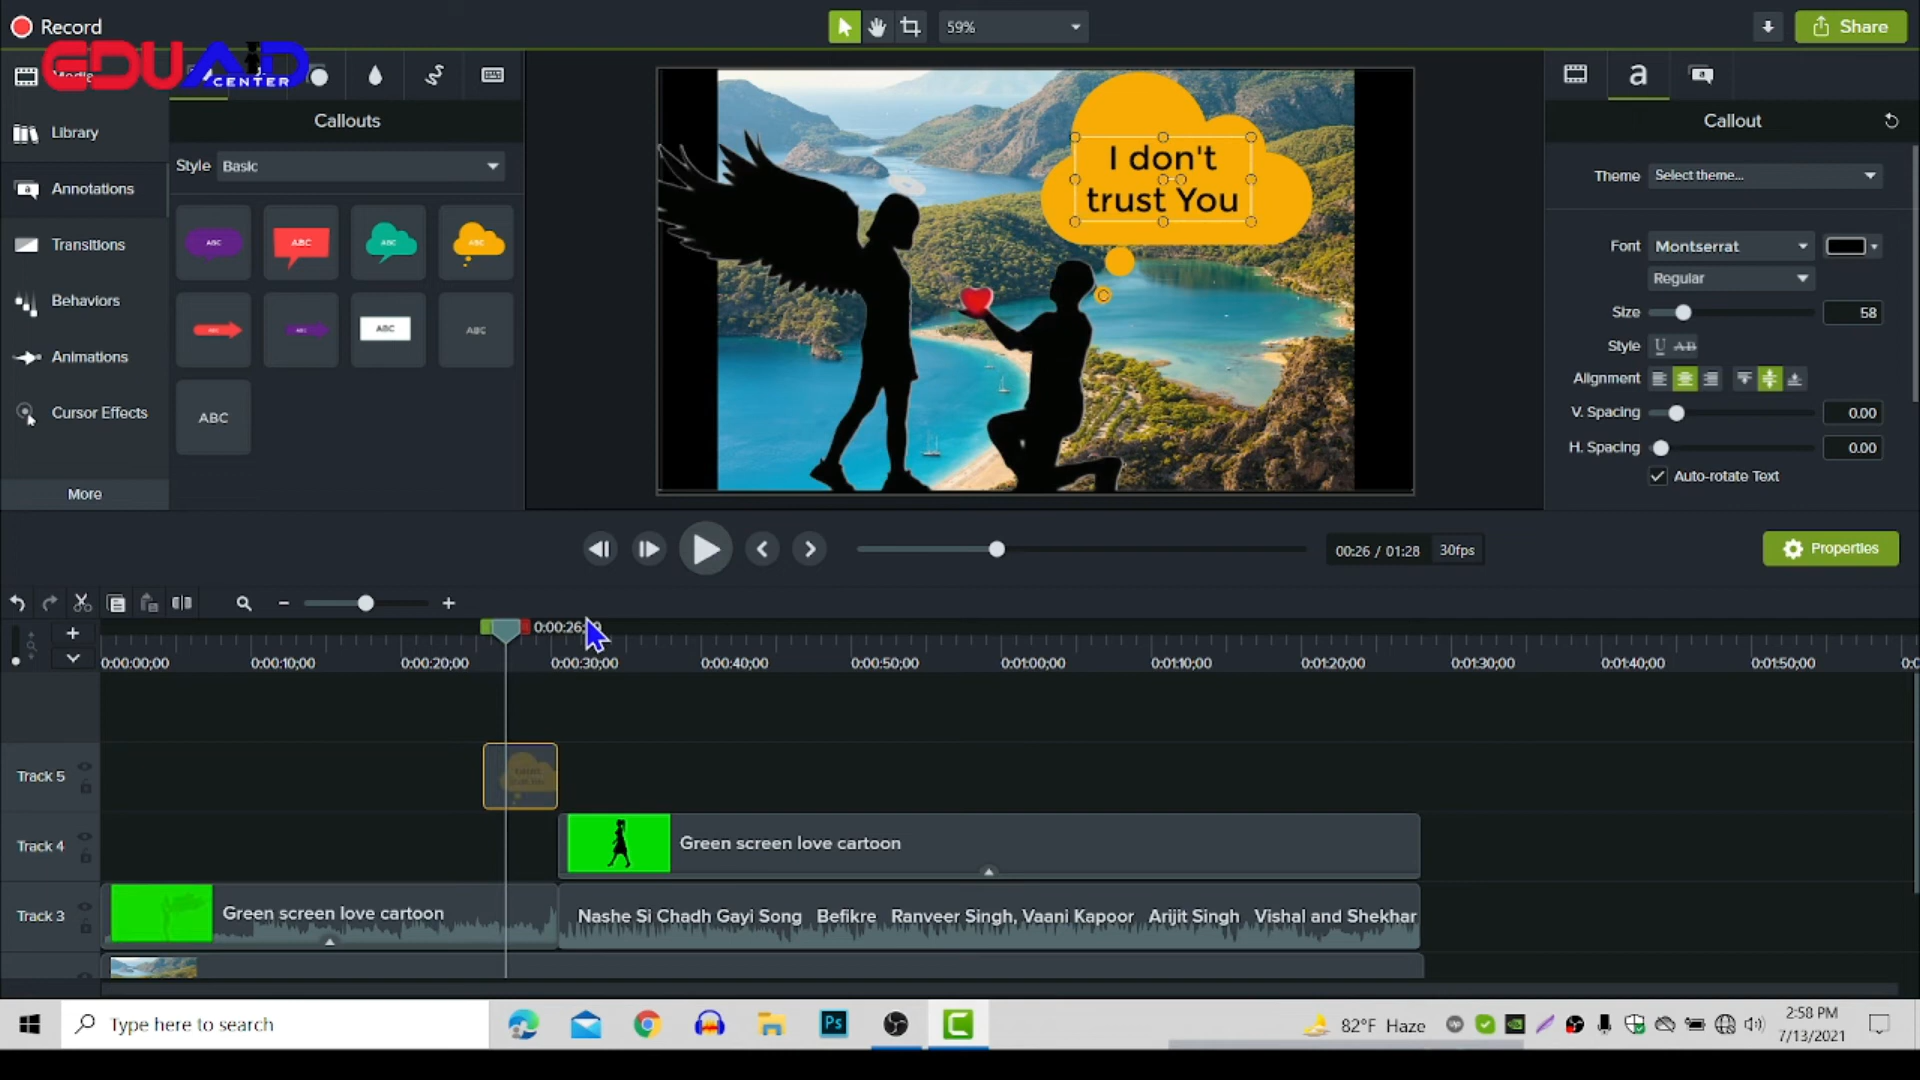 Record
59%
Share
EDUAID
CENTER
Library
Annotations
Transitions
Behaviors
Animations
Cursor Effects
More
Callouts
Style Basic
ABC ABC ABC ABC
ABC ABC ABC ABC
ABC
I don't
trust You
Callout
Theme Select theme...
Font Montserrat
Regular
Size 58
Style U AB
Alignment
V. Spacing 0.00
H. Spacing 0.00
Auto-rotate Text
00:26 / 01:28 30fps
Properties
0:00:00;00 0:00:10;00 0:00:20;00 0:00:30;00 0:00:40;00 0:00:50;00 0:01:00;00 0:01:10;00 0:01:20;00 0:01:30;00 0:01:40;00 0:01:50;00
Track 5
Track 4
Green screen love cartoon
Track 3
Green screen love cartoon
Nashe Si Chadh Gayi Song Befikre Ranveer Singh, Vaani Kapoor Arijit Singh Vishal and Shekhar
Type here to search
Ps
82°F Haze
2:58 PM
7/13/2021